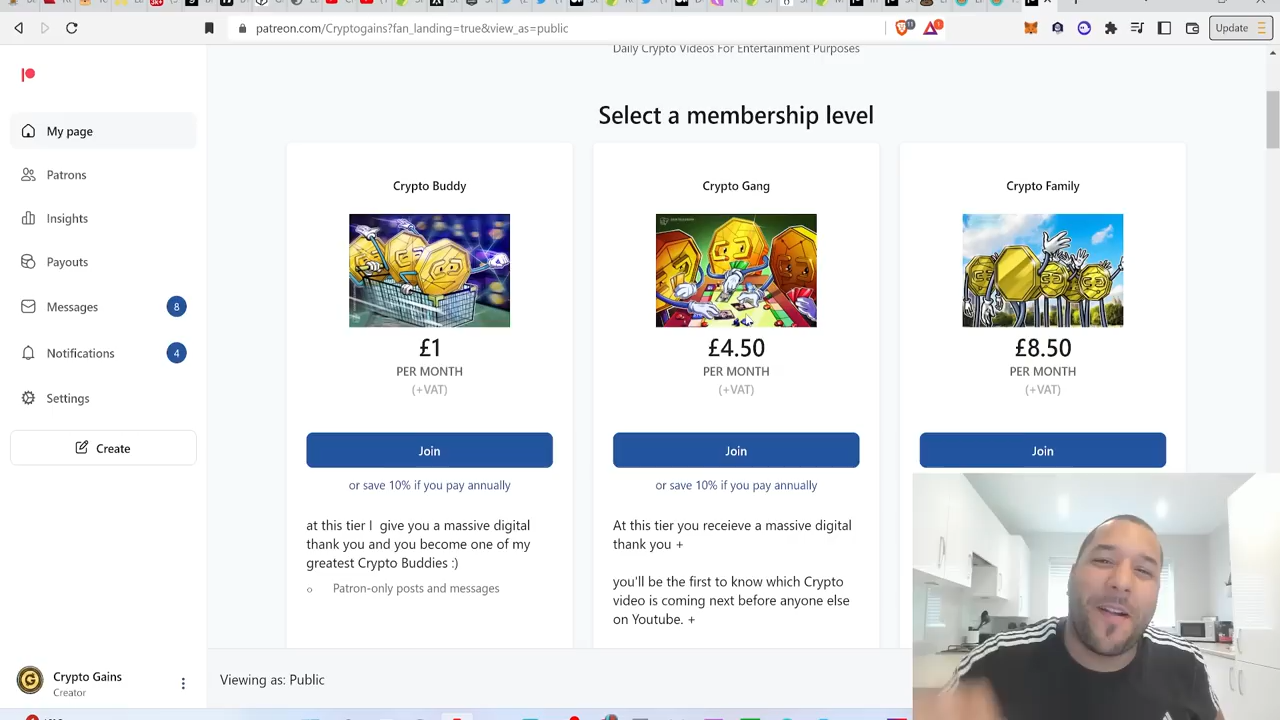 patreon.com/Cryptogains?fan_landing=true&view_as=public
11
1
Update
Daily Crypto Videos For Entertainment Purposes
My page
Patrons
Insights
Payouts
Messages
8
Notifications
4
Settings
Create
Select a membership level
Crypto Buddy
£1
PER MONTH
(+VAT)
Join
or save 10% if you pay annually
at this tier I give you a massive digital
thank you and you become one of my
greatest Crypto Buddies :)
Patron-only posts and messages
Crypto Gang
£4.50
PER MONTH
(+VAT)
Join
or save 10% if you pay annually
At this tier you receieve a massive digital
thank you +
you'll be the first to know which Crypto
video is coming next before anyone else
on Youtube. +
Crypto Family
£8.50
PER MONTH
(+VAT)
Join
Crypto Gains
Creator
Viewing as: Public